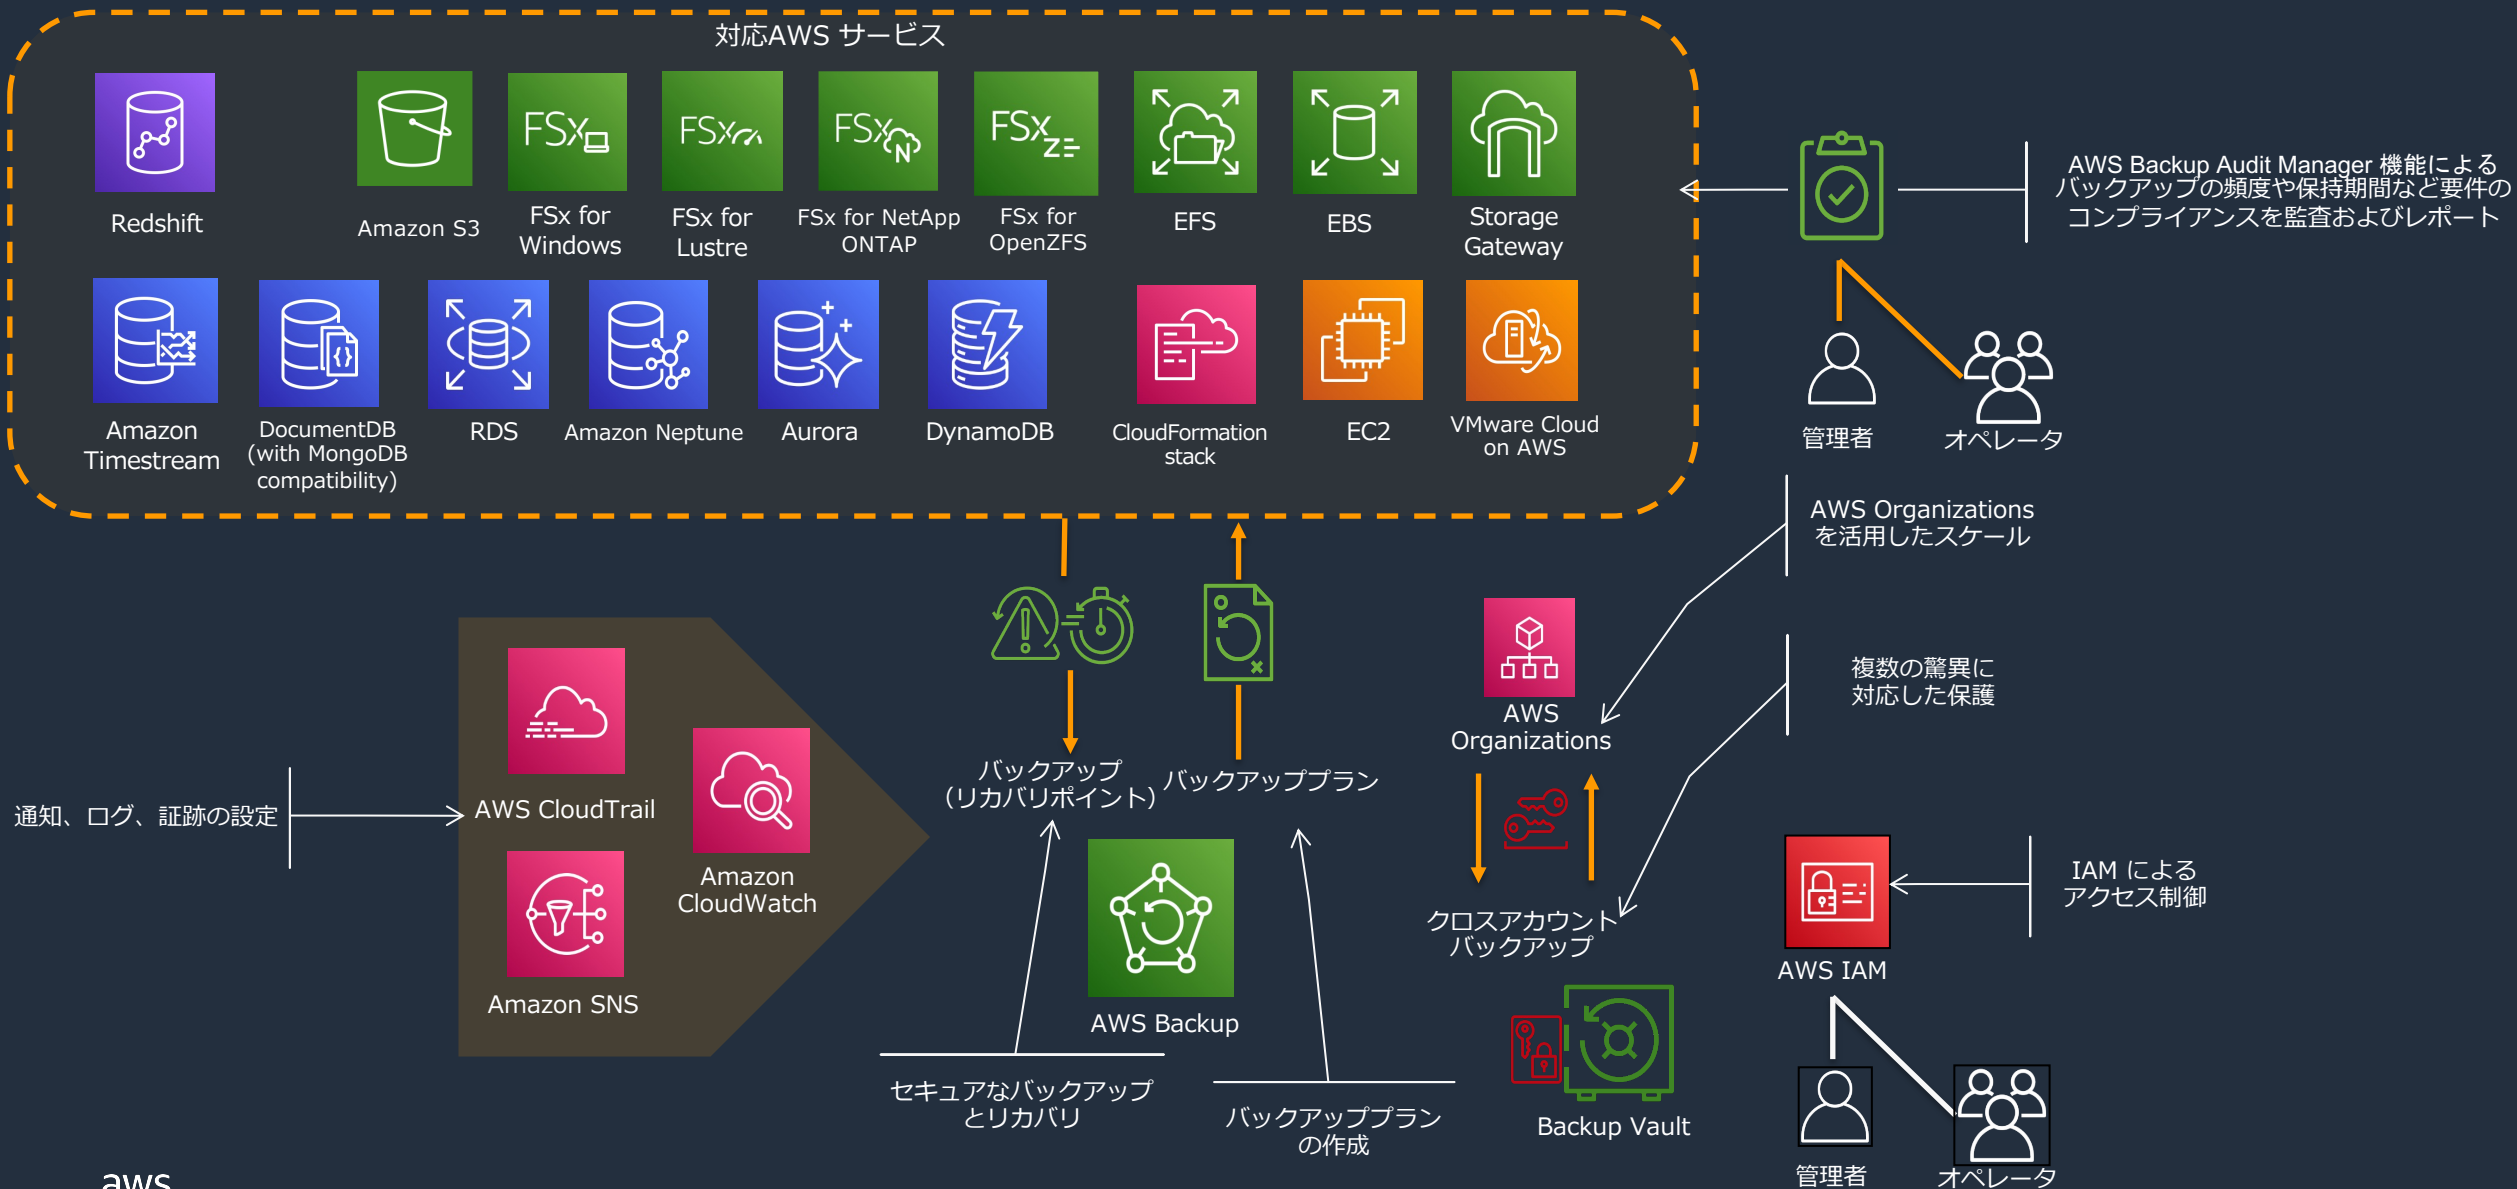 対応AWS サービス
Redshift
Amazon S3
FSx
FSx for
Windows
FSx
FSx for
Lustre
FSx
N
FSx for NetApp
ONTAP
FSx
Z
FSx for
OpenZFS
EFS
EBS
Storage
Gateway
Amazon
Timestream
DocumentDB
(with MongoDB
compatibility)
RDS
Amazon Neptune
Aurora
DynamoDB
CloudFormation
stack
EC2
VMware Cloud
on AWS
AWS Backup Audit Manager 機能による
バックアップの頻度や保持期間など要件の
コンプライアンスを監査およびレポート
管理者
オペレータ
AWS Organizations
を活用したスケール
複数の驚異に
対応した保護
AWS
Organizations
バックアップ
(リカバリポイント)
バックアッププラン
通知、ログ、証跡の設定
AWS CloudTrail
Amazon
CloudWatch
Amazon SNS
AWS Backup
クロスアカウント
バックアップ
IAM による
アクセス制御
AWS IAM
セキュアなバックアップ
とリカバリ
バックアッププラン
の作成
Backup Vault
管理者
オペレータ
aws